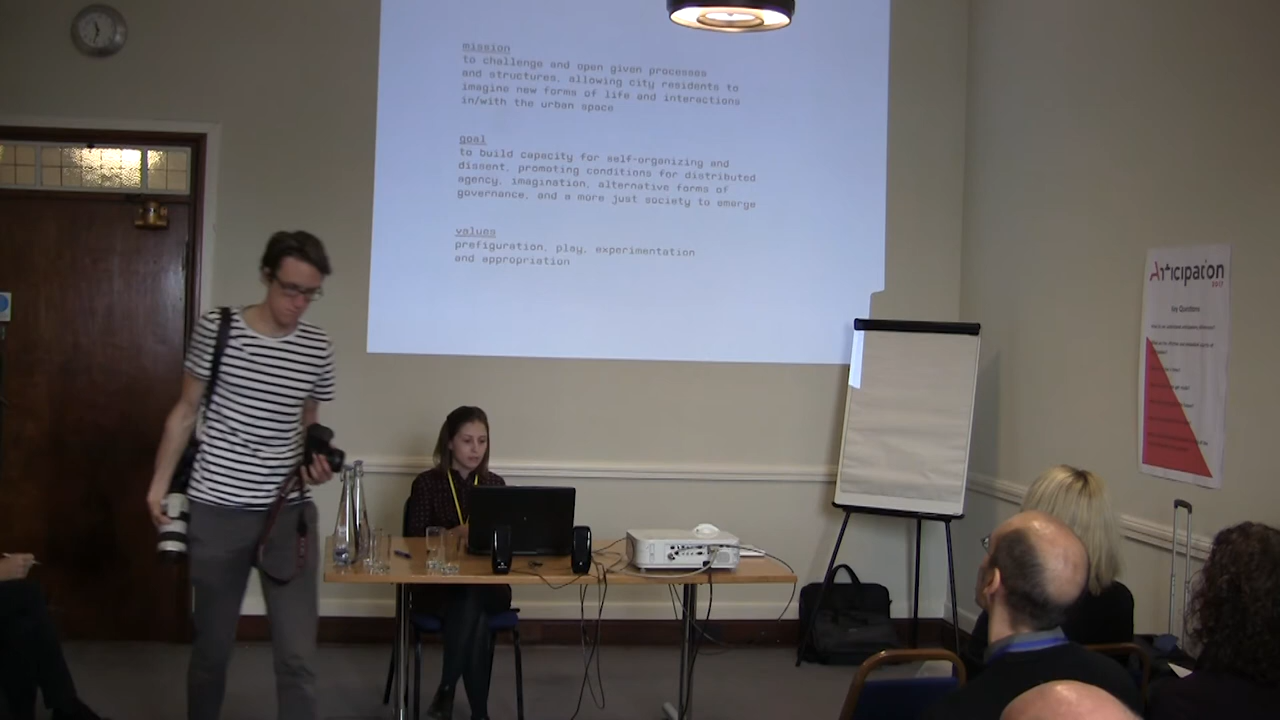 mission
to challenge and open given processes
and structures, allowing city residents to
imagine new forms of life and interactions
in/with the urban space
goal
to build capacity for self-organizing and
dissent, promoting conditions for distributed
agency, imagination, alternative forms of
governance, and a more just society to emerge
values
prefiguration, play, experimentation
and appropriation
Anticipation
2017
Key Questions